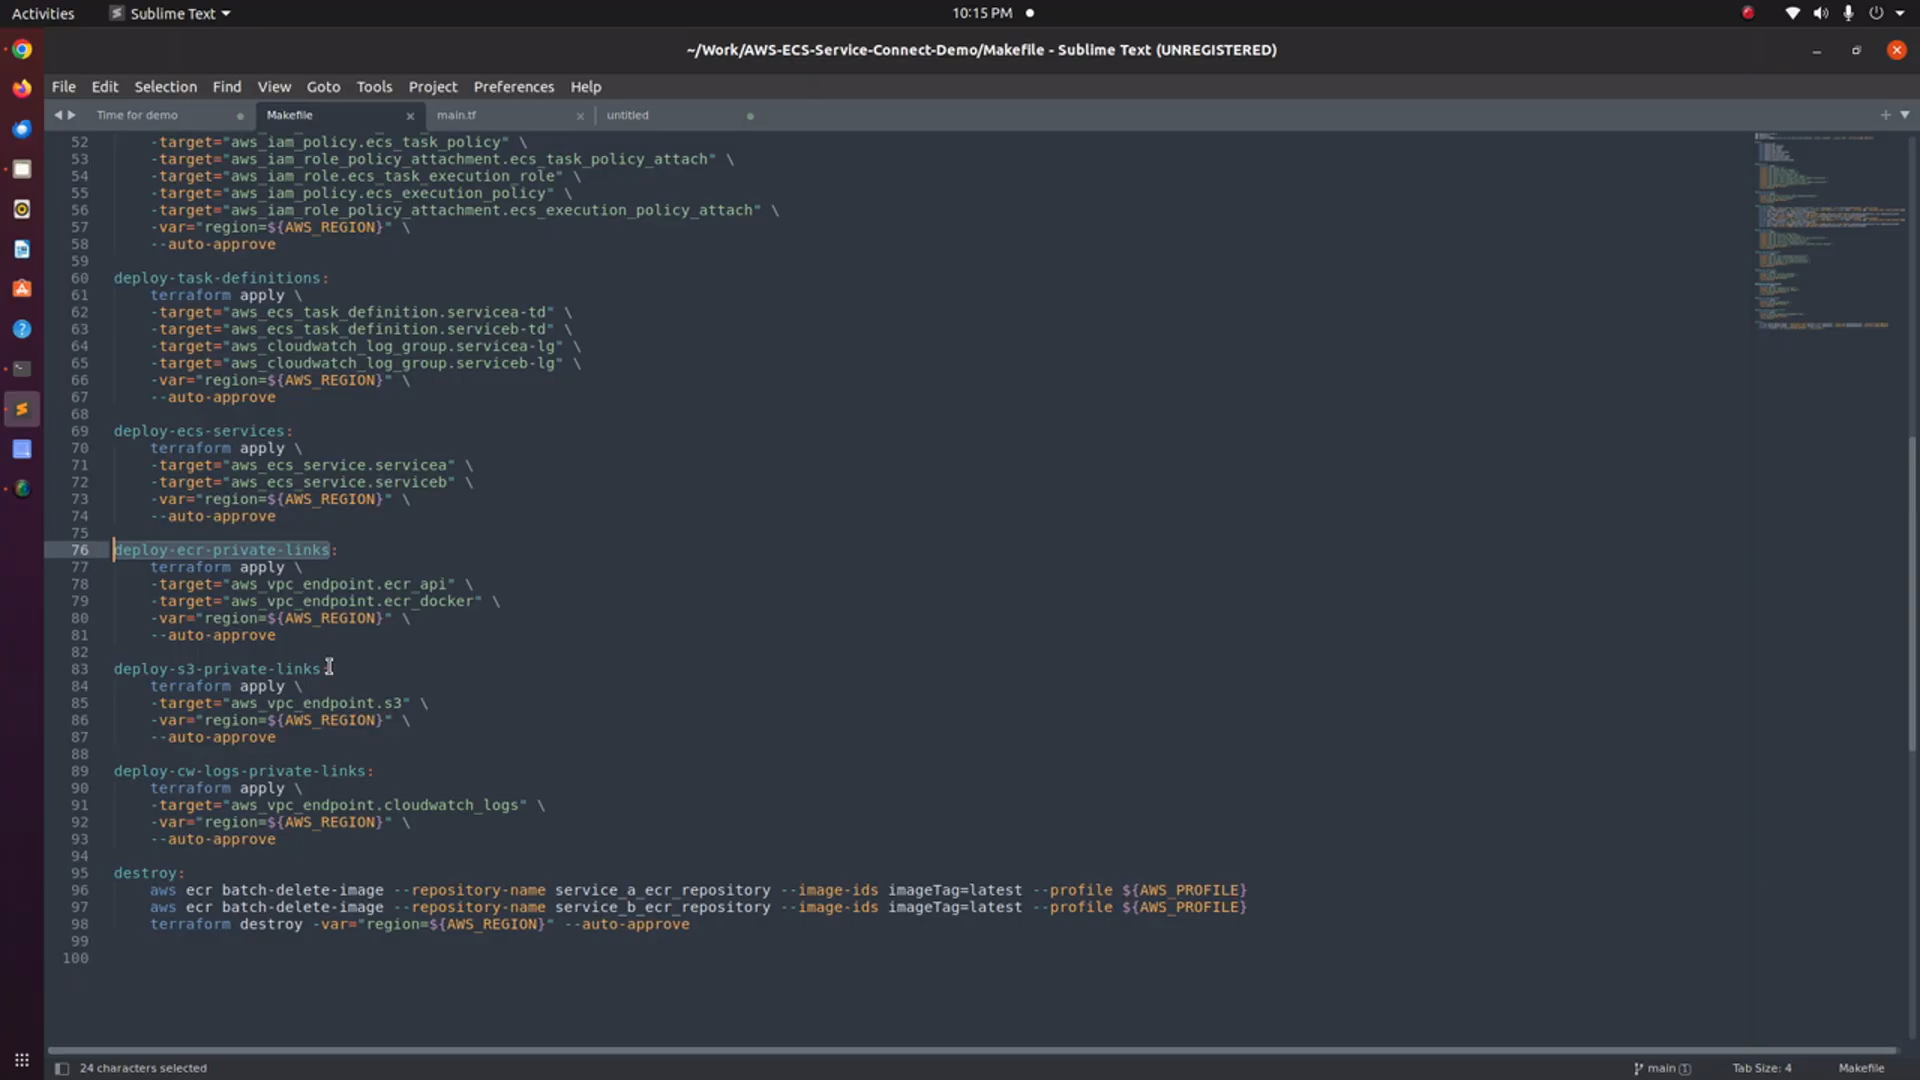 Activities
Sublime Text
10:15 PM
~/Work/AWS-ECS-Service-Connect-Demo/Makefile - Sublime Text (UNREGISTERED)
File Edit Selection Find View Goto Tools Project Preferences Help
Time for demo Makefile main.tf untitled
52 -target="aws_iam_policy.ecs_task_policy" \
53 -target="aws_iam_role_policy_attachment.ecs_task_policy_attach" \
54 -target="aws_iam_role.ecs_task_execution_role" \
55 -target="aws_iam_policy.ecs_execution_policy" \
56 -target="aws_iam_role_policy_attachment.ecs_execution_policy_attach" \
57 -var="region=${AWS_REGION}" \
58 --auto-approve
59
60 deploy-task-definitions:
61 terraform apply \
62 -target="aws_ecs_task_definition.servicea-td" \
63 -target="aws_ecs_task_definition.serviceb-td" \
64 -target="aws_cloudwatch_log_group.servicea-lg" \
65 -target="aws_cloudwatch_log_group.serviceb-lg" \
66 -var="region=${AWS_REGION}" \
67 --auto-approve
68
69 deploy-ecs-services:
70 terraform apply \
71 -target="aws_ecs_service.servicea" \
72 -target="aws_ecs_service.serviceb" \
73 -var="region=${AWS_REGION}" \
74 --auto-approve
75
76 deploy-ecr-private-links:
77 terraform apply \
78 -target="aws_vpc_endpoint.ecr_api" \
79 -target="aws_vpc_endpoint.ecr_docker" \
80 -var="region=${AWS_REGION}" \
81 --auto-approve
82
83 deploy-s3-private-links:
84 terraform apply \
85 -target="aws_vpc_endpoint.s3" \
86 -var="region=${AWS_REGION}" \
87 --auto-approve
88
89 deploy-cw-logs-private-links:
90 terraform apply \
91 -target="aws_vpc_endpoint.cloudwatch_logs" \
92 -var="region=${AWS_REGION}" \
93 --auto-approve
94
95 destroy:
96 aws ecr batch-delete-image --repository-name service_a_ecr_repository --image-ids imageTag=latest --profile ${AWS_PROFILE}
97 aws ecr batch-delete-image --repository-name service_b_ecr_repository --image-ids imageTag=latest --profile ${AWS_PROFILE}
98 terraform destroy -var="region=${AWS_REGION}" --auto-approve
99
100
24 characters selected
main 1
Tab Size: 4
Makefile